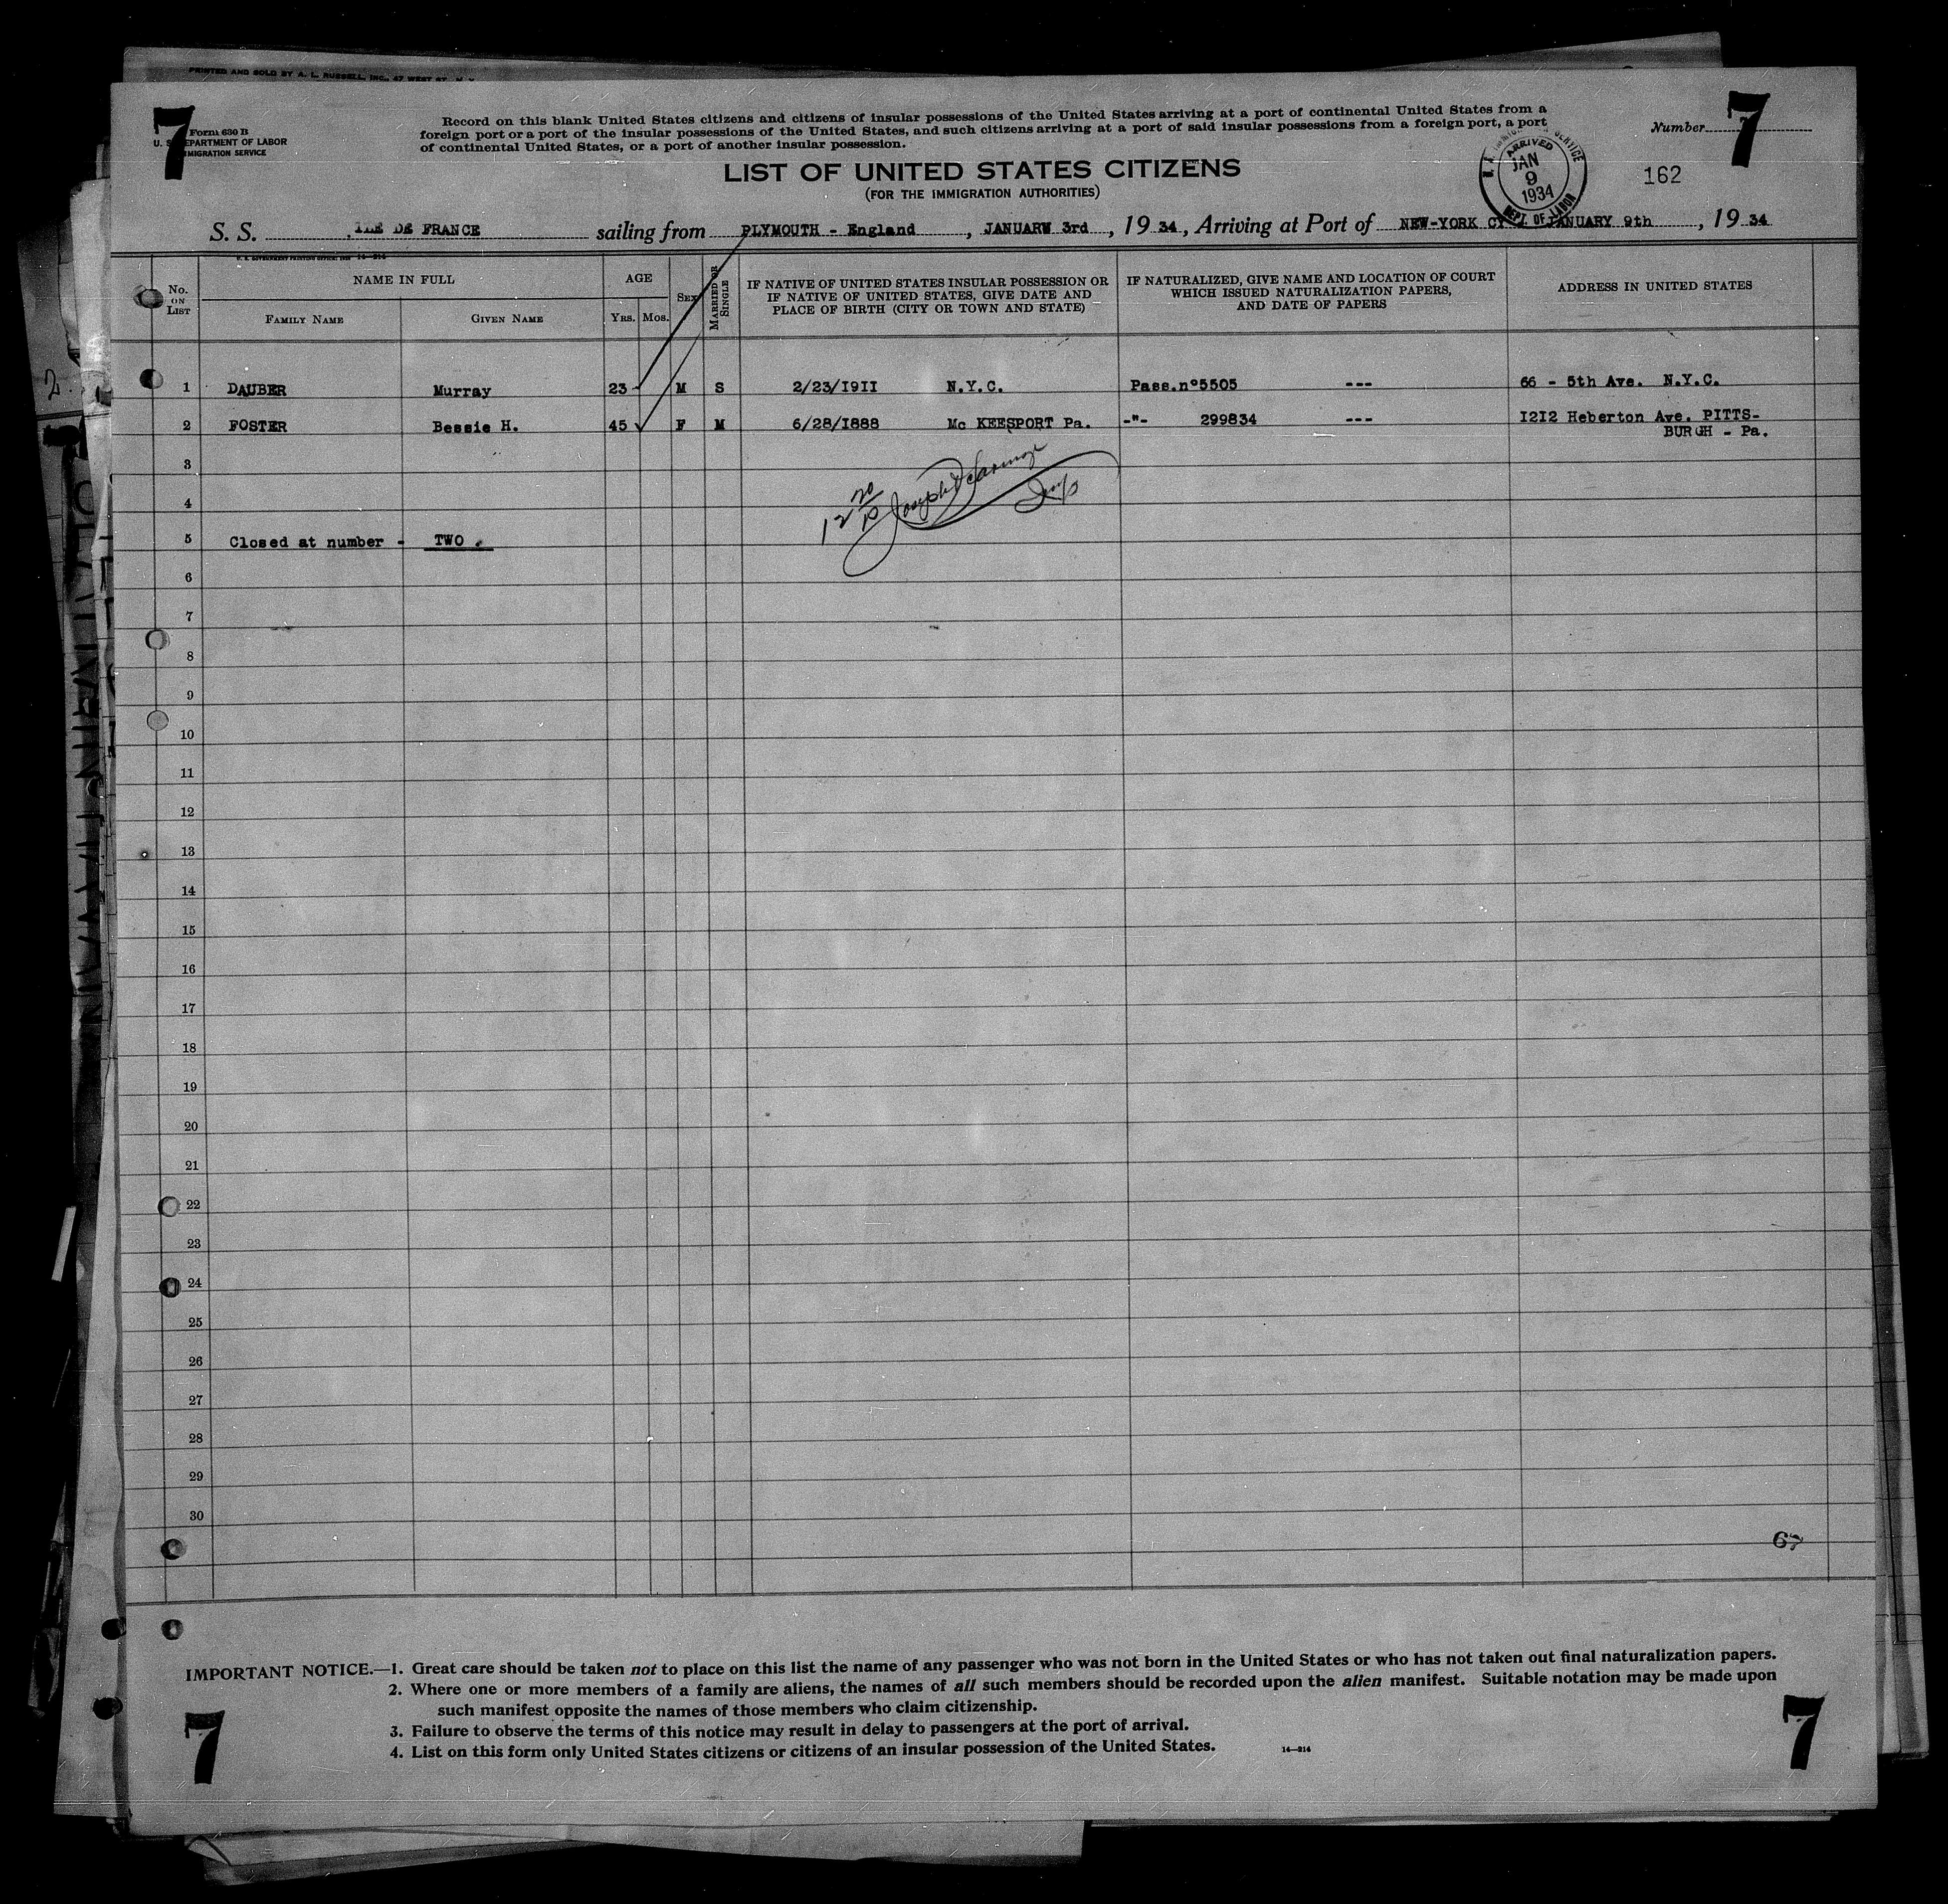 PRINTED AND SOLD BY A. L. RUSSELL, INC., 47 WEST ST. N. Y.
7
7
Form 630 B
U. S. DEPARTMENT OF LABOR
IMMIGRATION SERVICE
Record on this blank United States citizens and citizens of insular possessions of the United States arriving at a port of continental United States from a
foreign port or a port of the insular possessions of the United States, and such citizens arriving at a port of said insular possessions from a foreign port, a port
of continental United States, or a port of another insular possession.
Number
LIST OF UNITED STATES CITIZENS
(FOR THE IMMIGRATION AUTHORITIES)
ARRIVED
JAN
9
1934
DEPT. OF LABOR
162
S. S. ILE DE FRANCE sailing from PLYMOUTH - England , JANUARY 3rd , 19 34 , Arriving at Port of NEW-YORK CY JANUARY 9th , 19 34
No. ON LIST
NAME IN FULL
FAMILY NAME
GIVEN NAME
AGE
YRS. MOS.
SEX
MARRIED OR SINGLE
IF NATIVE OF UNITED STATES INSULAR POSSESSION OR
IF NATIVE OF UNITED STATES, GIVE DATE AND
PLACE OF BIRTH (CITY OR TOWN AND STATE)
IF NATURALIZED, GIVE NAME AND LOCATION OF COURT
WHICH ISSUED NATURALIZATION PAPERS,
AND DATE OF PAPERS
ADDRESS IN UNITED STATES
1 DAUBER Murray 23 M S 2/23/I9II N.Y.C. Pass.n°5505 --- 66 - 5th Ave. N.Y.C.
2 FOSTER Bessie H. 45 F M 6/28/I888 Mc KEESPORT Pa. -"- 299834 --- I2I2 Heberton Ave. PITTS-
BURGH - Pa.
3
4
5 Closed at number - TWO .
6
7
8
9
10
11
12
13
14
15
16
17
18
19
20
21
22
23
24
25
26
27
28
29
30
67
IMPORTANT NOTICE.—1. Great care should be taken not to place on this list the name of any passenger who was not born in the United States or who has not taken out final naturalization papers.
2. Where one or more members of a family are aliens, the names of all such members should be recorded upon the alien manifest. Suitable notation may be made upon
such manifest opposite the names of those members who claim citizenship.
3. Failure to observe the terms of this notice may result in delay to passengers at the port of arrival.
4. List on this form only United States citizens or citizens of an insular possession of the United States. 14—214
7
7